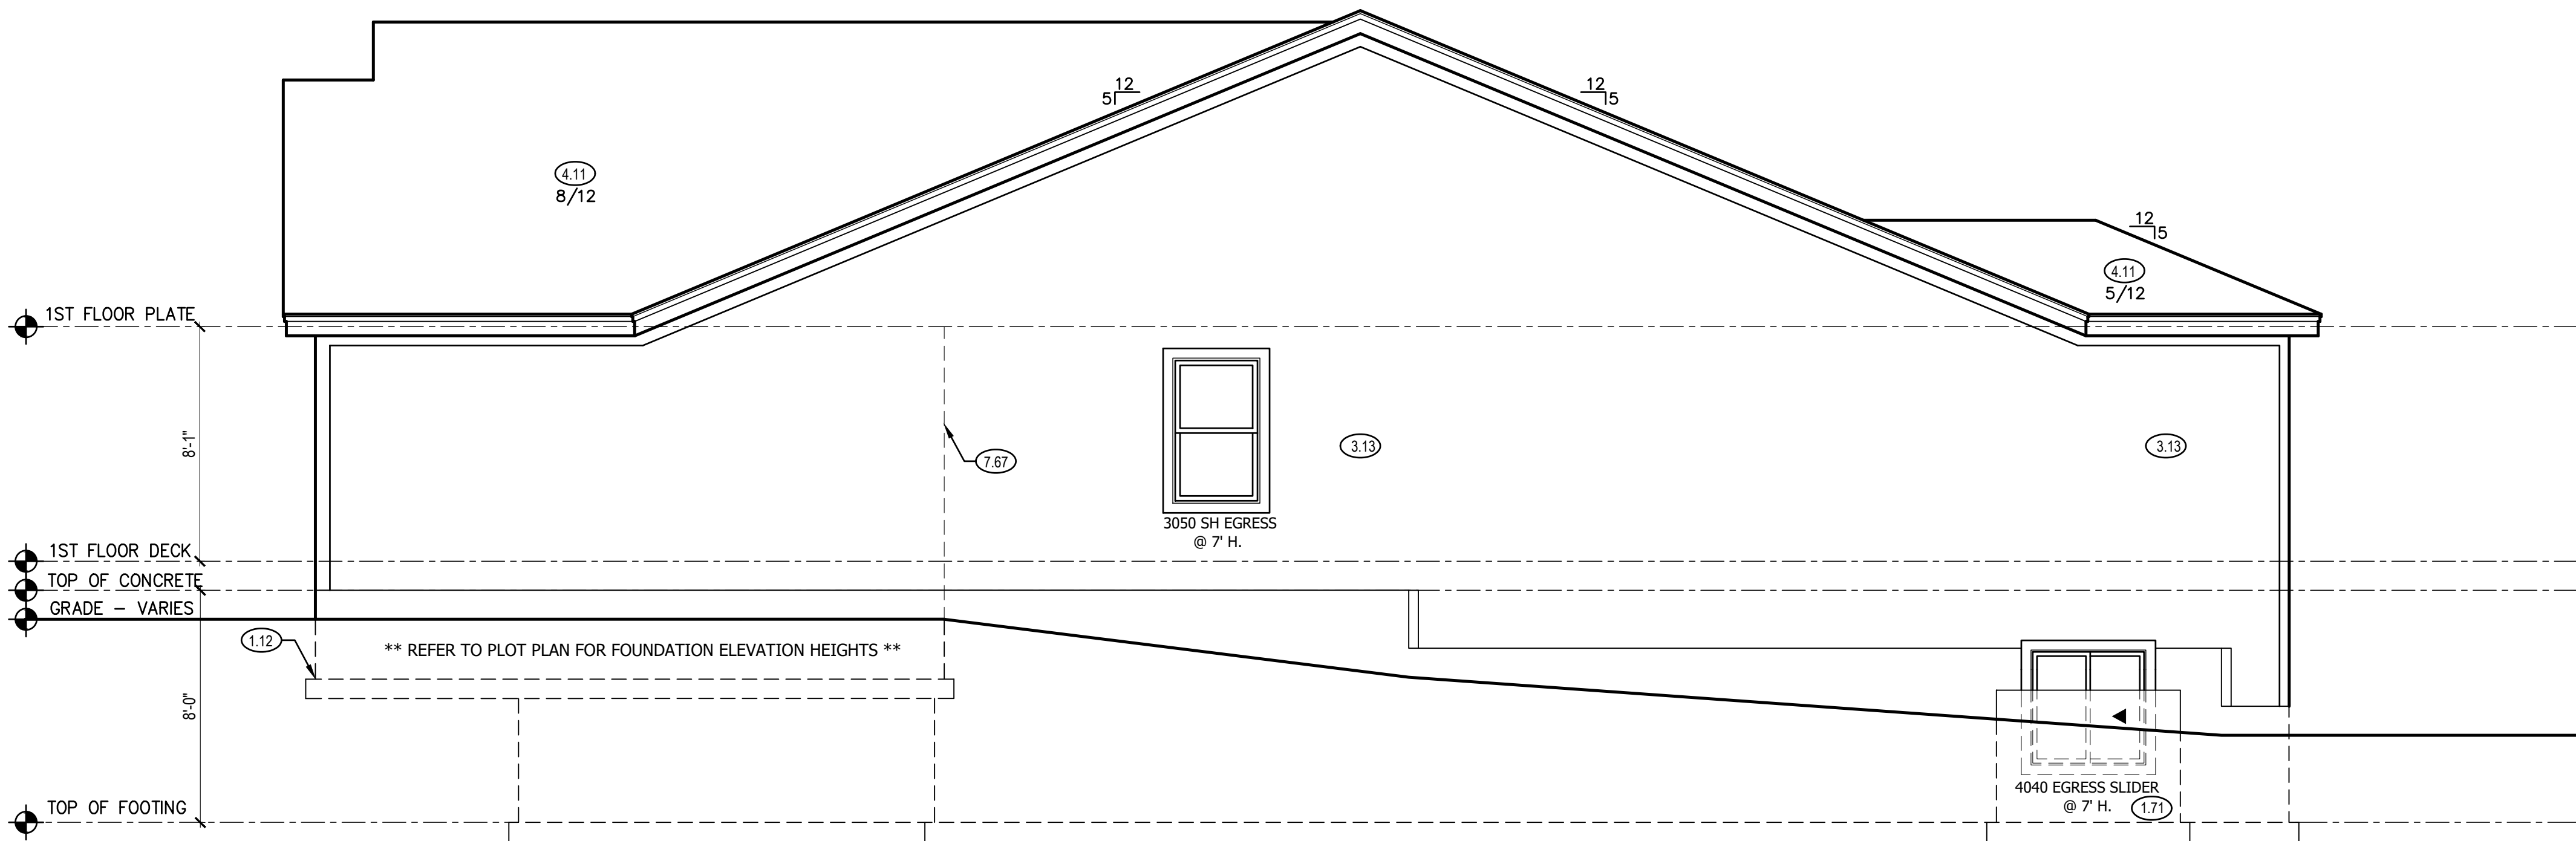 12
5
12
5
4.11
8/12
12
5
4.11
5/12
1ST FLOOR PLATE
8'-1"
7.67
3.13
3.13
3050 SH EGRESS
@ 7' H.
1ST FLOOR DECK
TOP OF CONCRETE
GRADE - VARIES
1.12
** REFER TO PLOT PLAN FOR FOUNDATION ELEVATION HEIGHTS **
8'-0"
4040 EGRESS SLIDER
@ 7' H.
1.71
TOP OF FOOTING